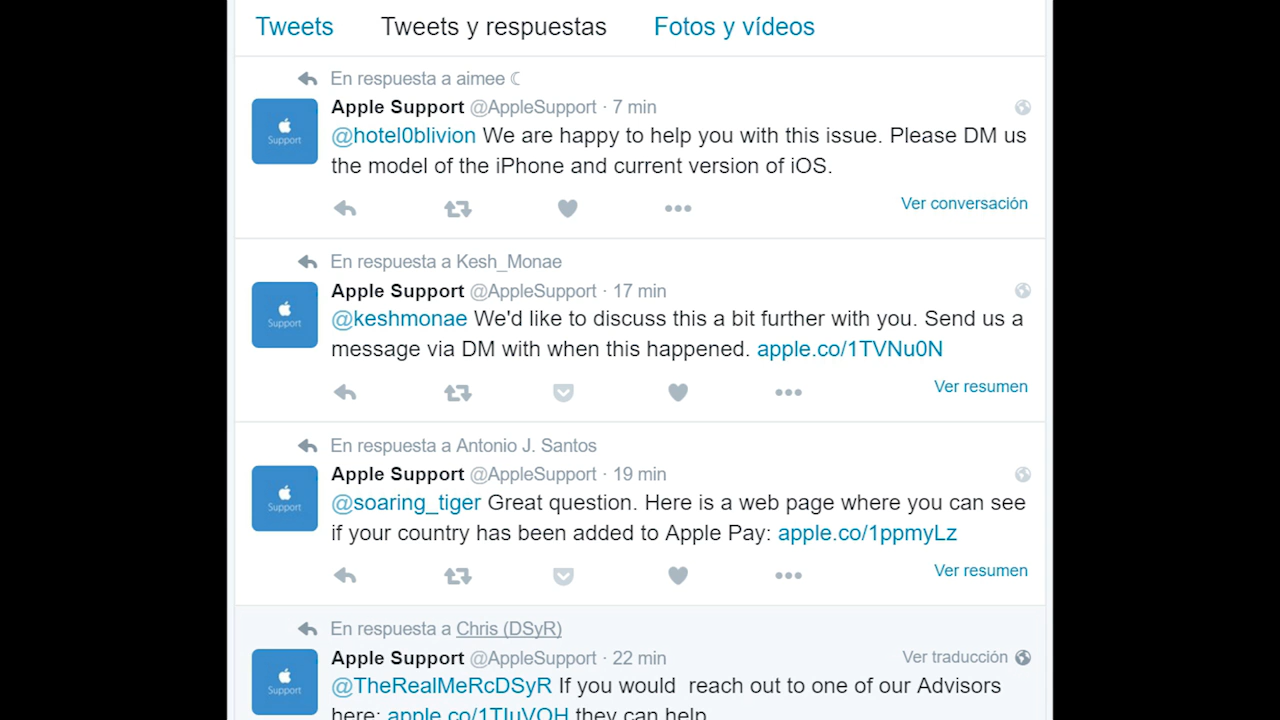 Tweets Tweets y respuestas Fotos y vídeos
En respuesta a aimee ☾
Apple Support @AppleSupport · 7 min
Support
@hotel0blivion We are happy to help you with this issue. Please DM us
the model of the iPhone and current version of iOS.
Ver conversación
En respuesta a Kesh_Monae
Apple Support @AppleSupport · 17 min
Support
@keshmonae We'd like to discuss this a bit further with you. Send us a
message via DM with when this happened. apple.co/1TVNu0N
Ver resumen
En respuesta a Antonio J. Santos
Apple Support @AppleSupport · 19 min
Support
@soaring_tiger Great question. Here is a web page where you can see
if your country has been added to Apple Pay: apple.co/1ppmyLz
Ver resumen
En respuesta a Chris (DSyR)
Apple Support @AppleSupport · 22 min Ver traducción
Support
@TheRealMeRcDSyR If you would reach out to one of our Advisors
here: they can help